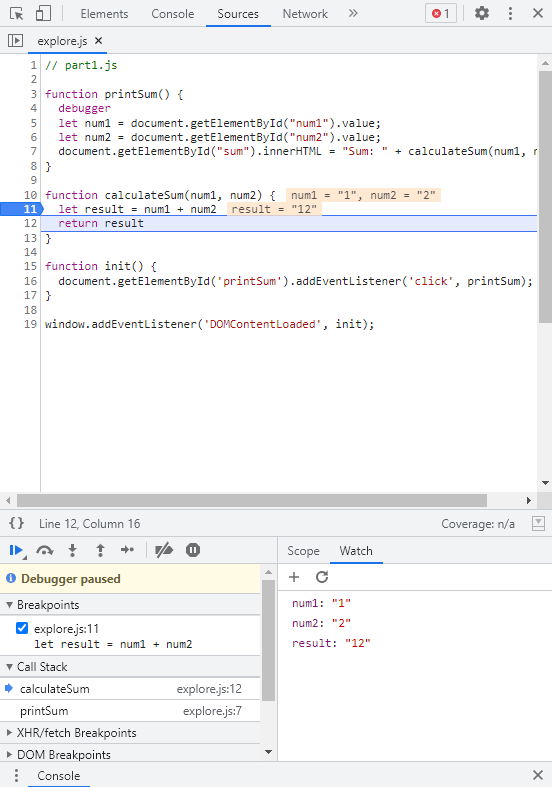 Elements Console Sources Network » 1
explore.js ×
1 // part1.js
2
3 function printSum() {
4 debugger
5 let num1 = document.getElementById("num1").value;
6 let num2 = document.getElementById("num2").value;
7 document.getElementById("sum").innerHTML = "Sum: " + calculateSum(num1, n
8 }
9
10 function calculateSum(num1, num2) { num1 = "1", num2 = "2"
11 let result = num1 + num2 result = "12"
12 return result
13 }
14
15 function init() {
16 document.getElementById('printSum').addEventListener('click', printSum);
17 }
18
19 window.addEventListener('DOMContentLoaded', init);
{} Line 12, Column 16 Coverage: n/a
Scope Watch
Debugger paused
Breakpoints
explore.js:11
let result = num1 + num2
Call Stack
calculateSum explore.js:12
printSum explore.js:7
XHR/fetch Breakpoints
DOM Breakpoints
num1: "1"
num2: "2"
result: "12"
Console